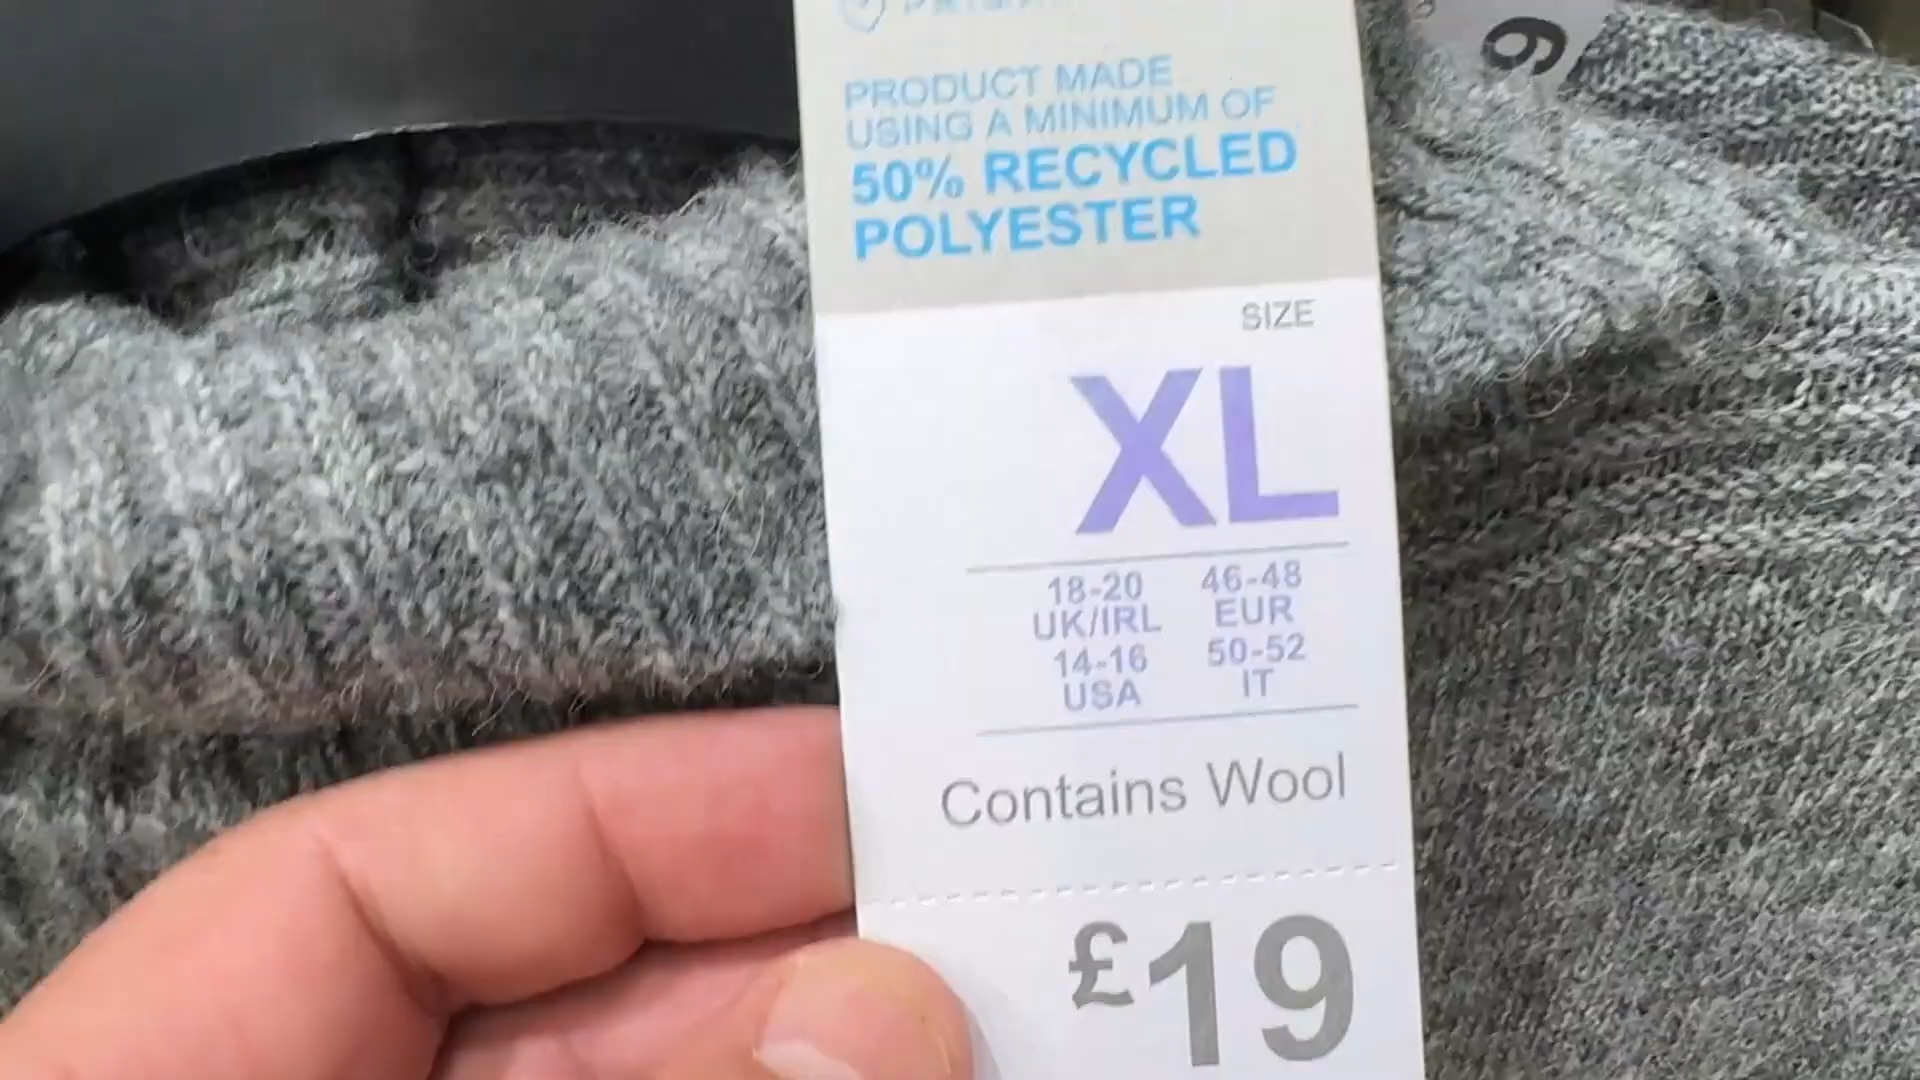 PRODUCT MADE
USING A MINIMUM OF
50% RECYCLED
POLYESTER
SIZE
XL
18-20 46-48
UK/IRL EUR
14-16 50-52
USA IT
Contains Wool
£19
9